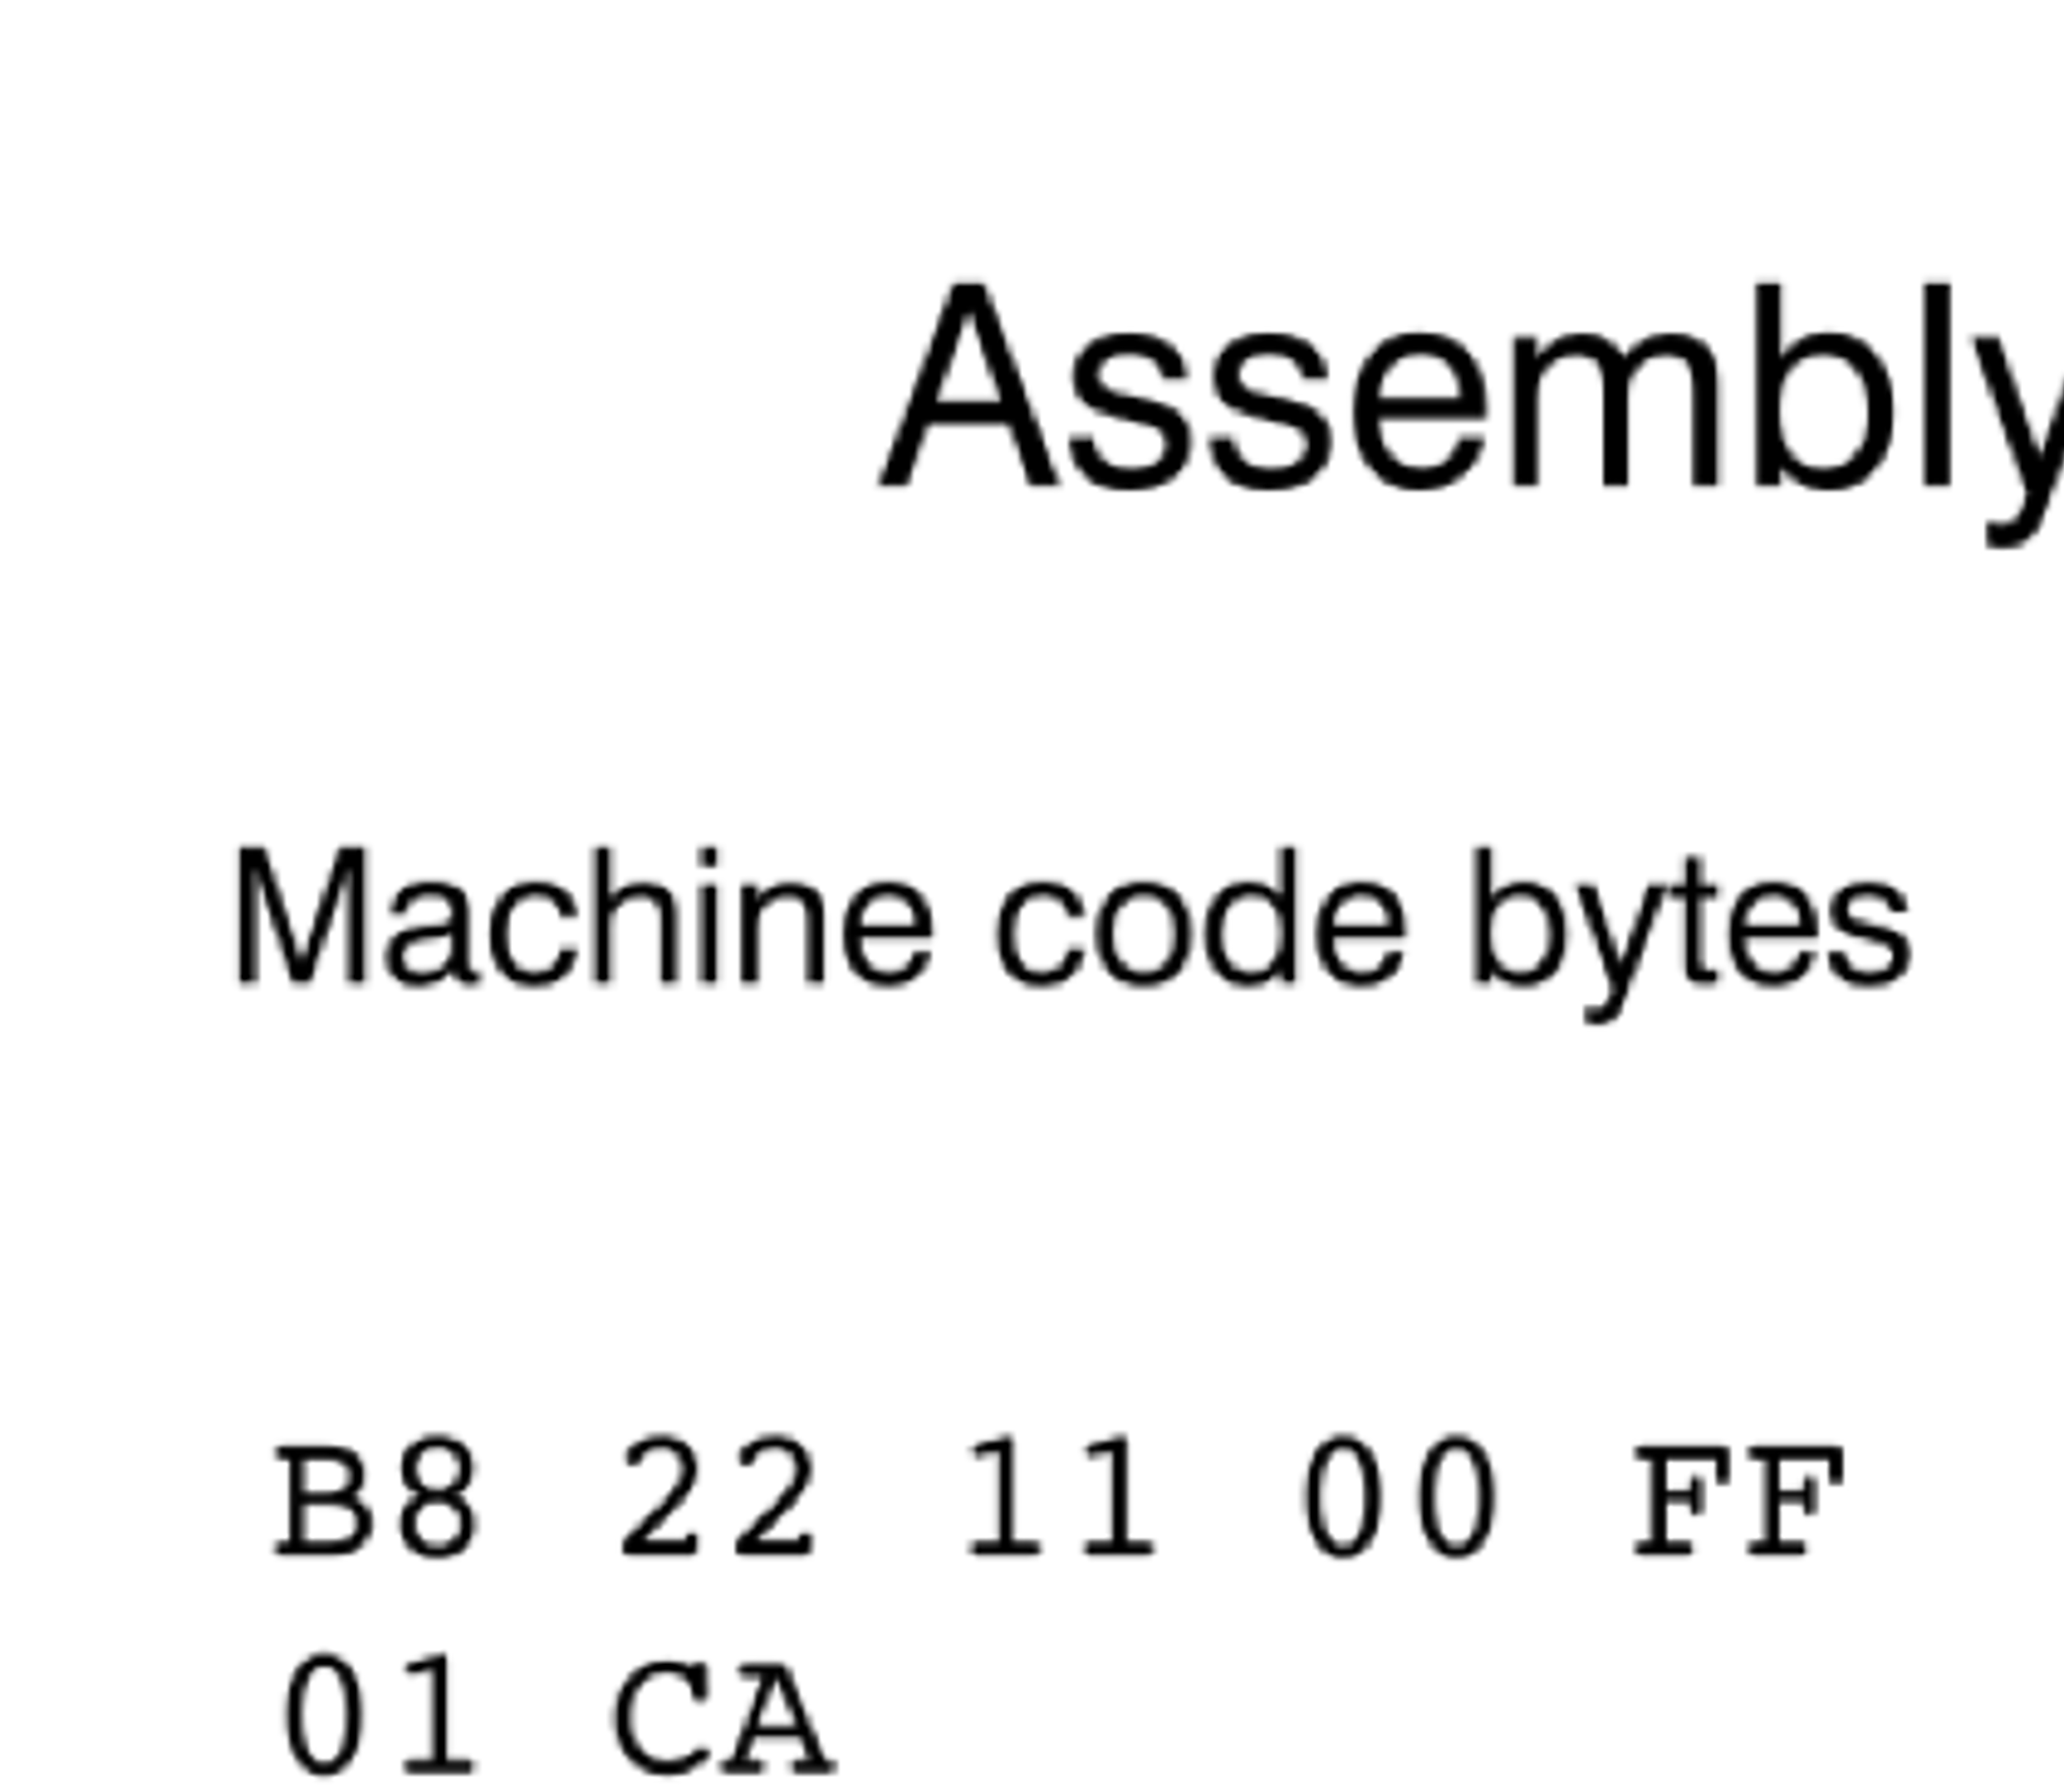 Assembly
Machine code bytes
B8 22 11 00 FF
01 CA